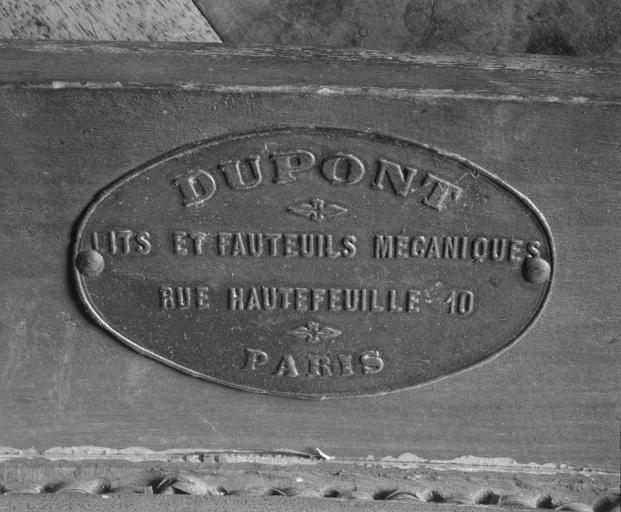 DUPONT
LITS ET FAUTEUILS MÉCANIQUES
RUE HAUTEFEUILLE 10
PARIS